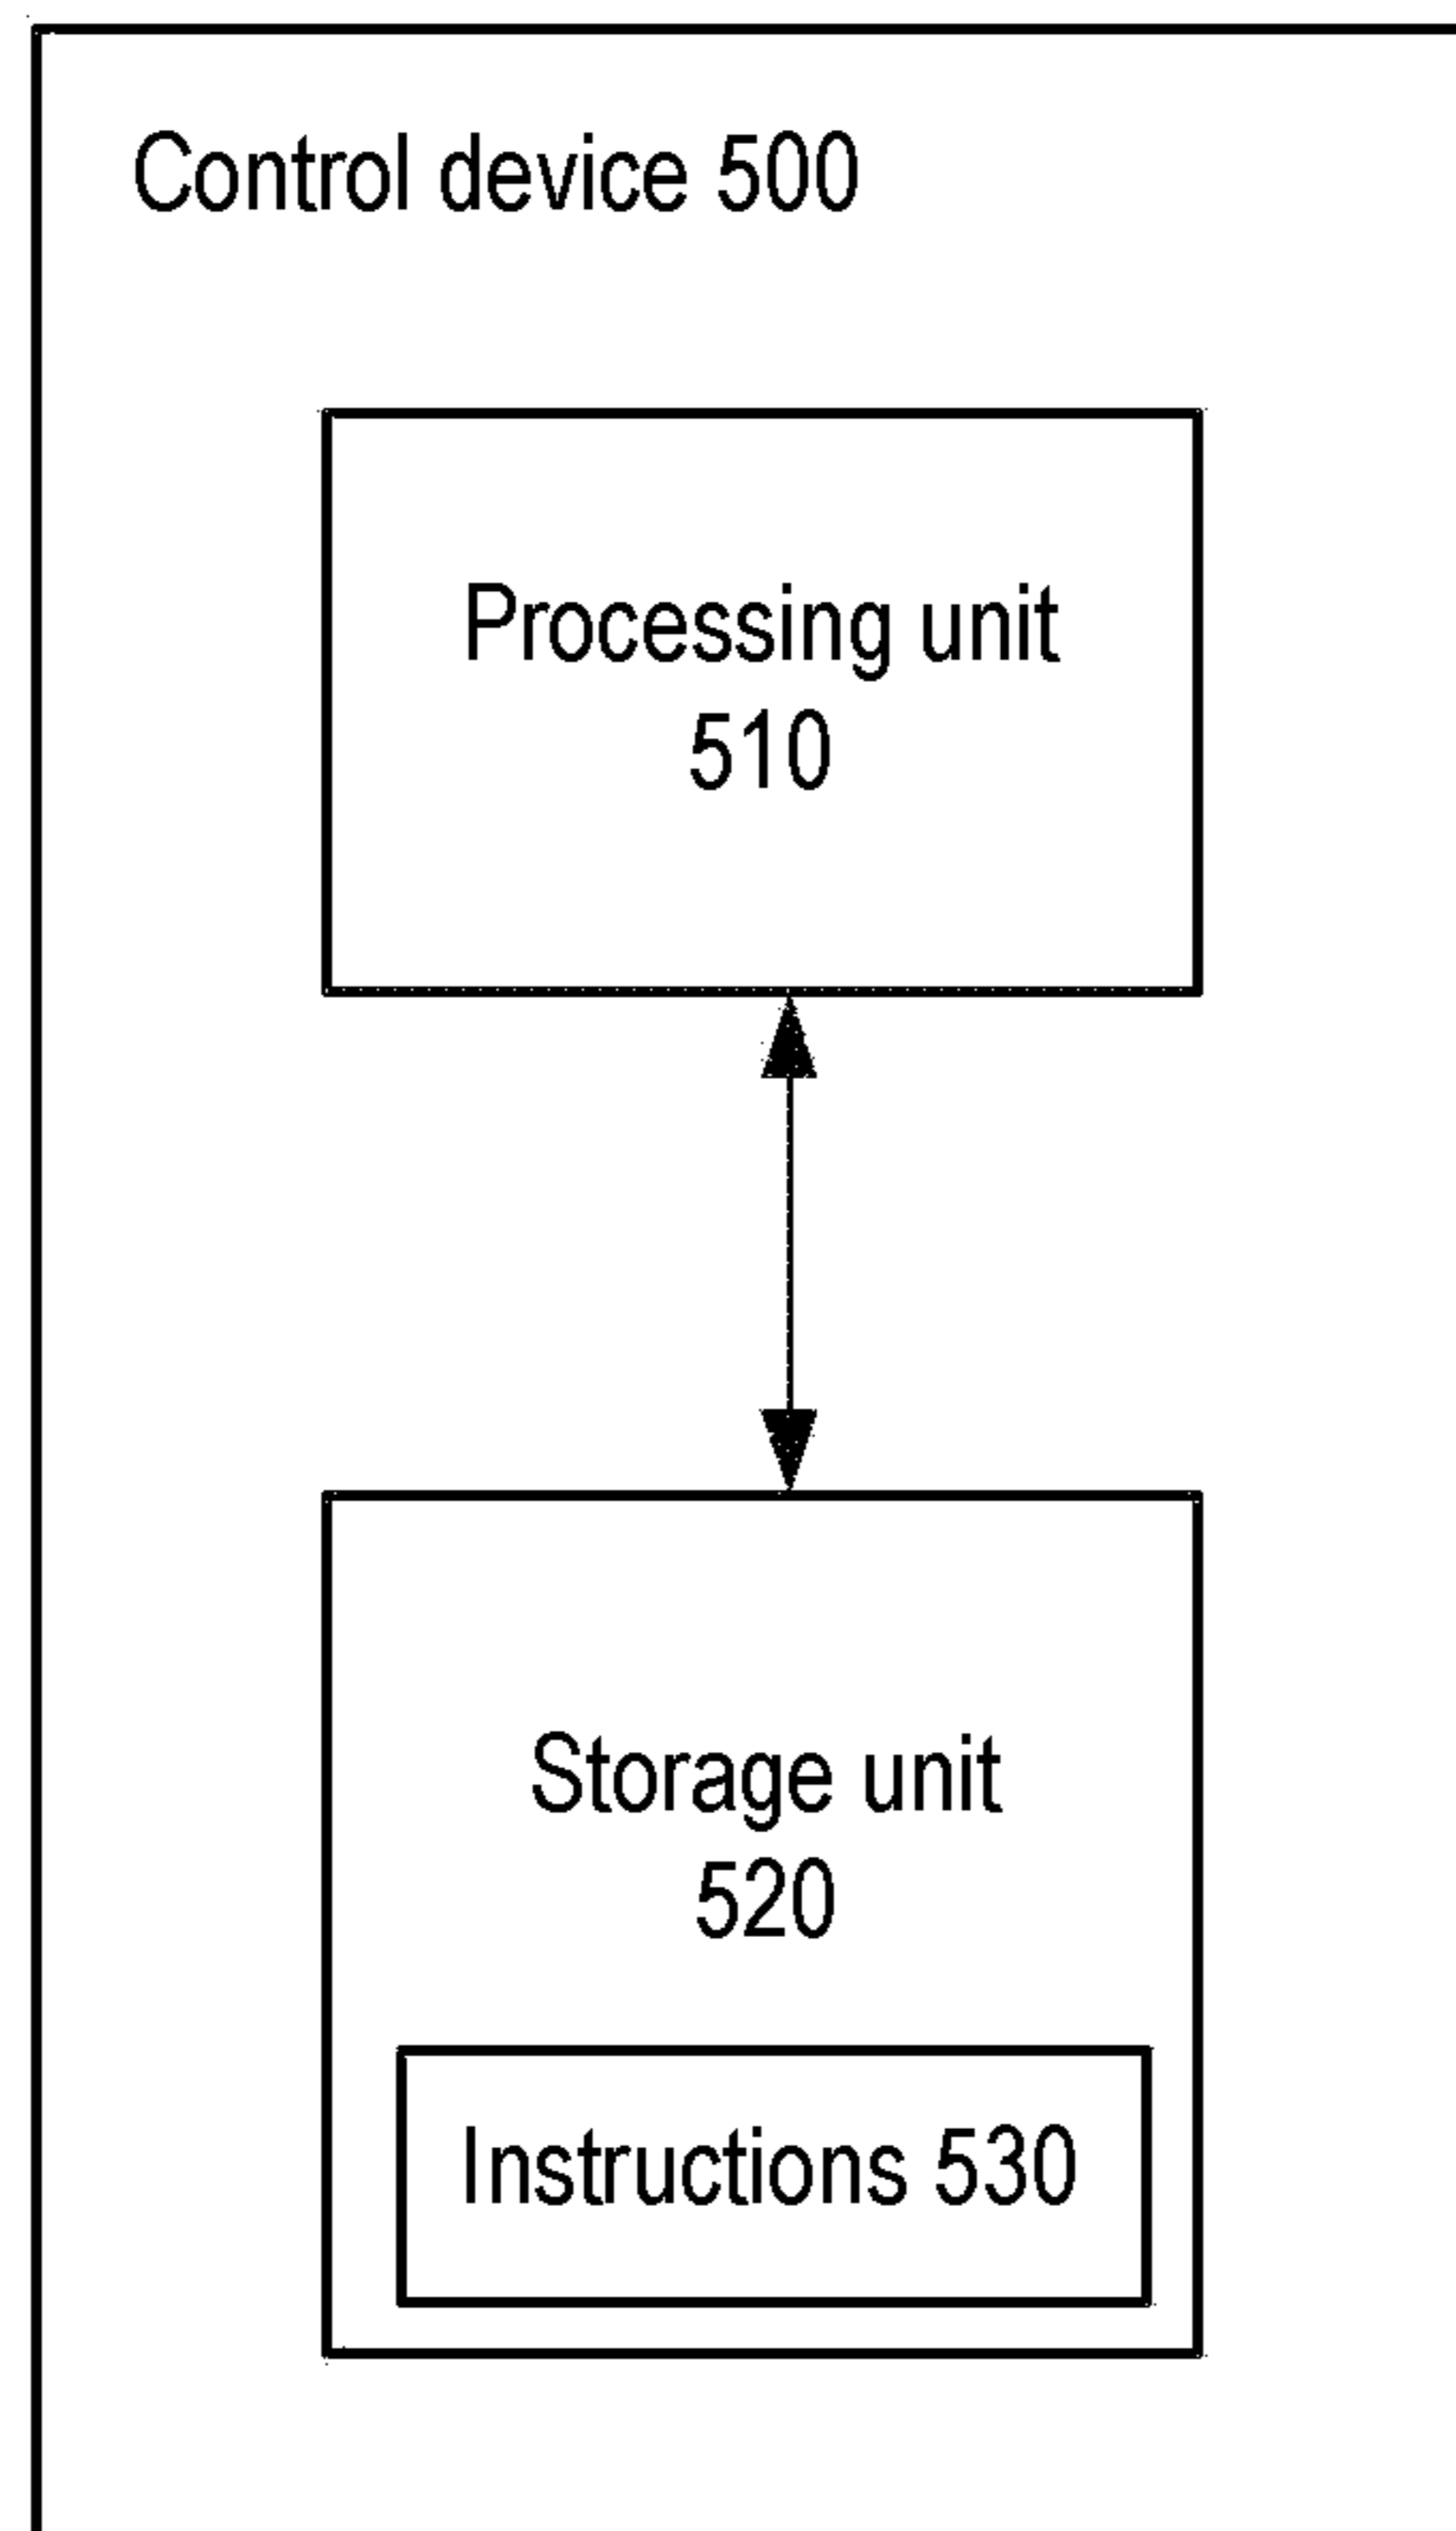 Control device 500
Processing unit
510
Storage unit
520
Instructions 530